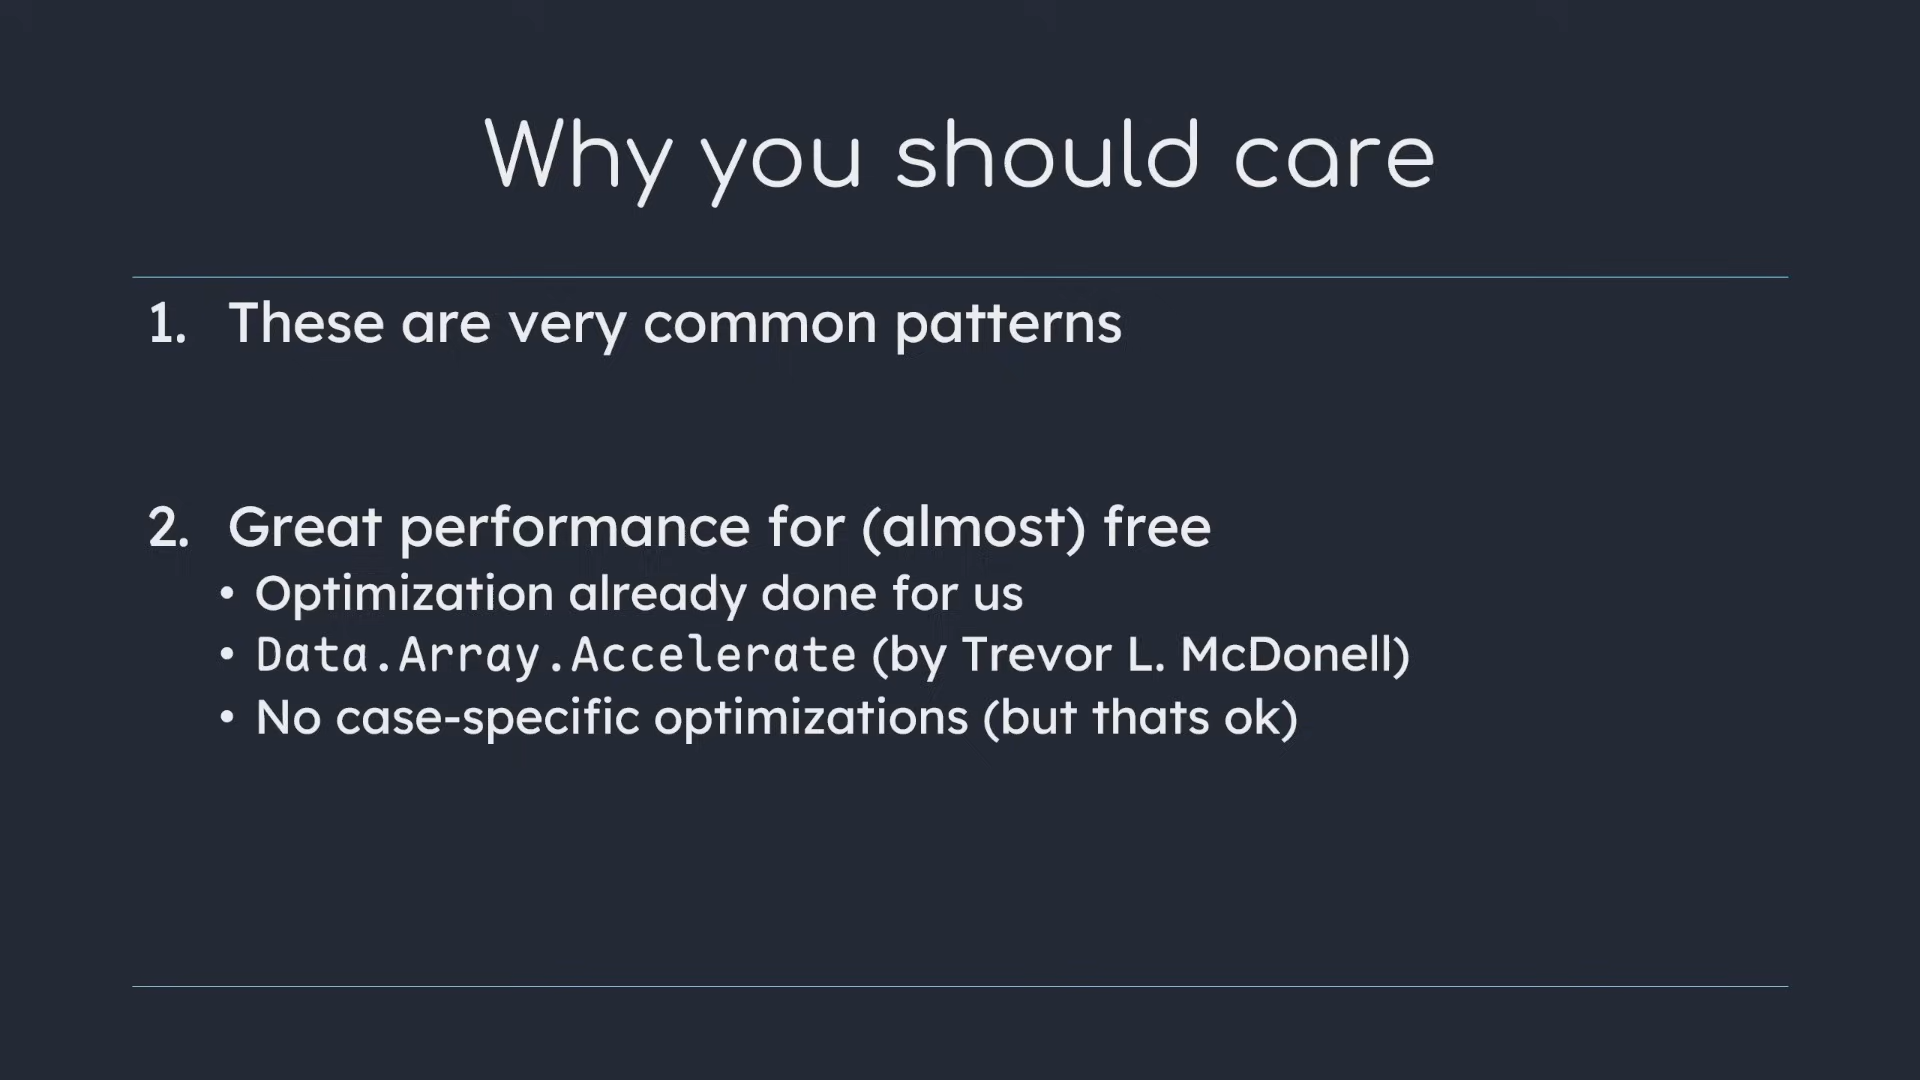 Why you should care
1. These are very common patterns
2. Great performance for (almost) free
• Optimization already done for us
• Data.Array.Accelerate (by Trevor L. McDonell)
• No case-specific optimizations (but thats ok)